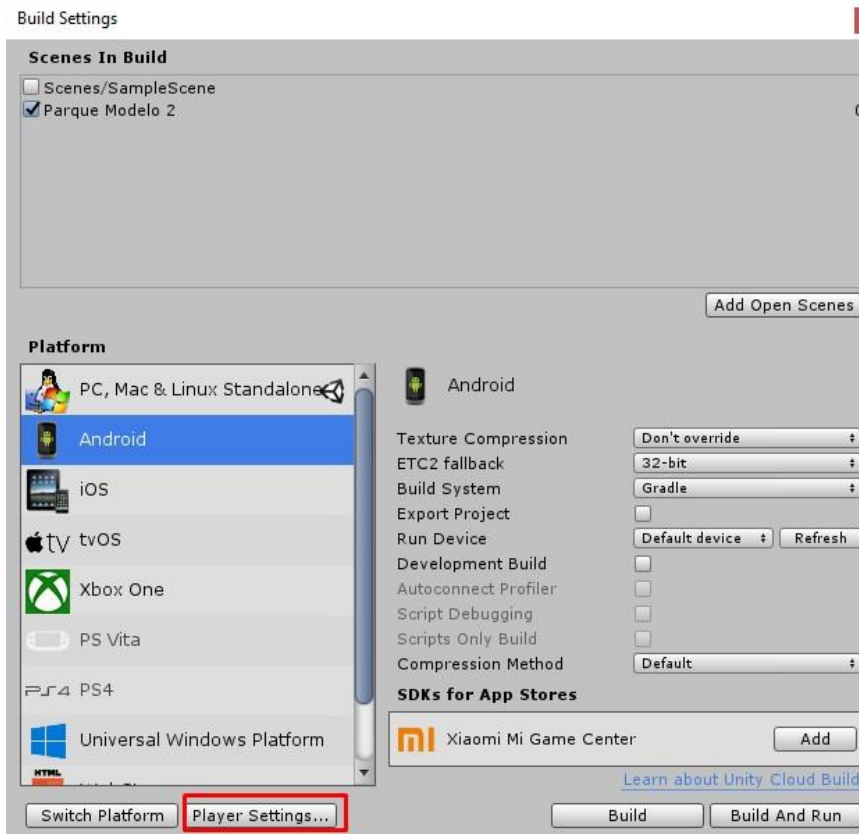 Build Settings
Scenes In Build
Scenes/SampleScene
Parque Modelo 2
Add Open Scenes
Platform
PC, Mac & Linux Standalone
Android
iOS
tv tvOS
Xbox One
PS Vita
PS4 PS4
Universal Windows Platform
HTML
Switch Platform
Player Settings...
Android
Texture Compression Don't override
ETC2 fallback 32-bit
Build System Gradle
Export Project
Run Device Default device Refresh
Development Build
Autoconnect Profiler
Script Debugging
Scripts Only Build
Compression Method Default
SDKs for App Stores
mi Xiaomi Mi Game Center Add
Learn about Unity Cloud Build
Build
Build And Run